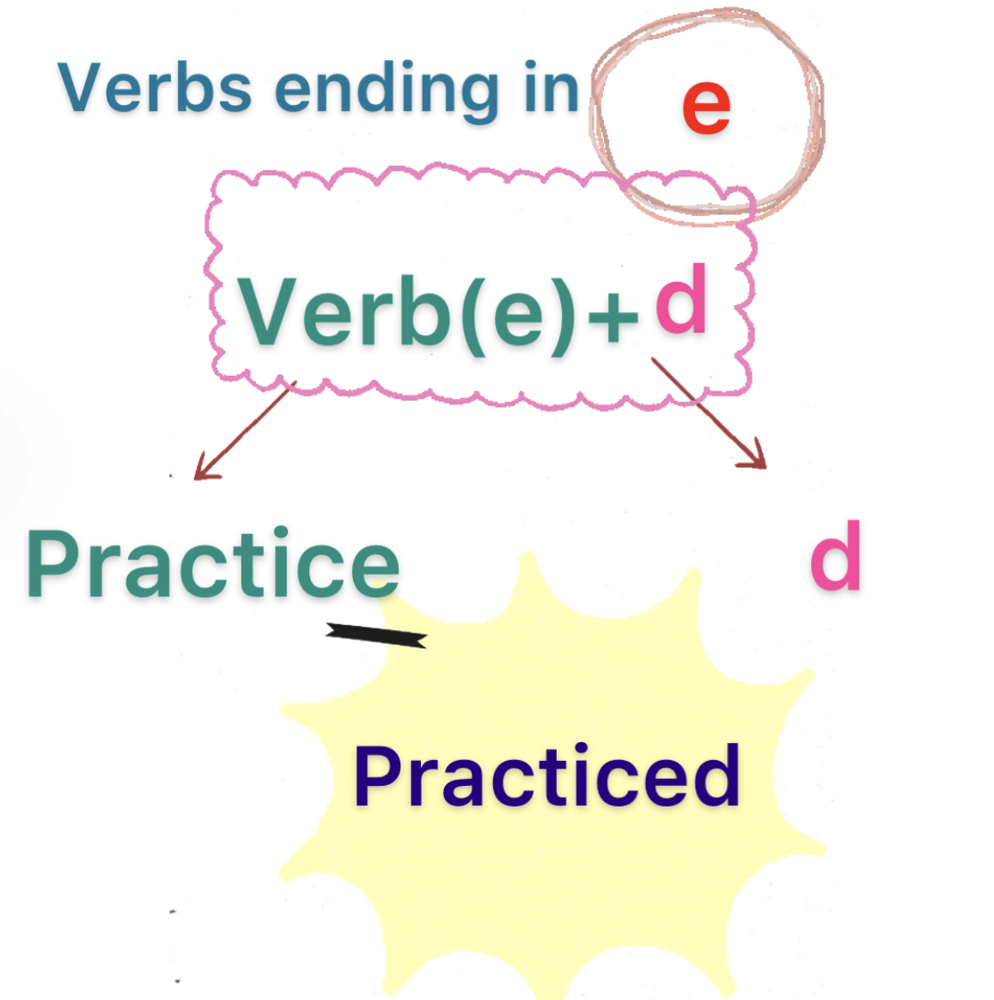 Verbs ending in e
Verb(e)+d
Practice d
Practiced